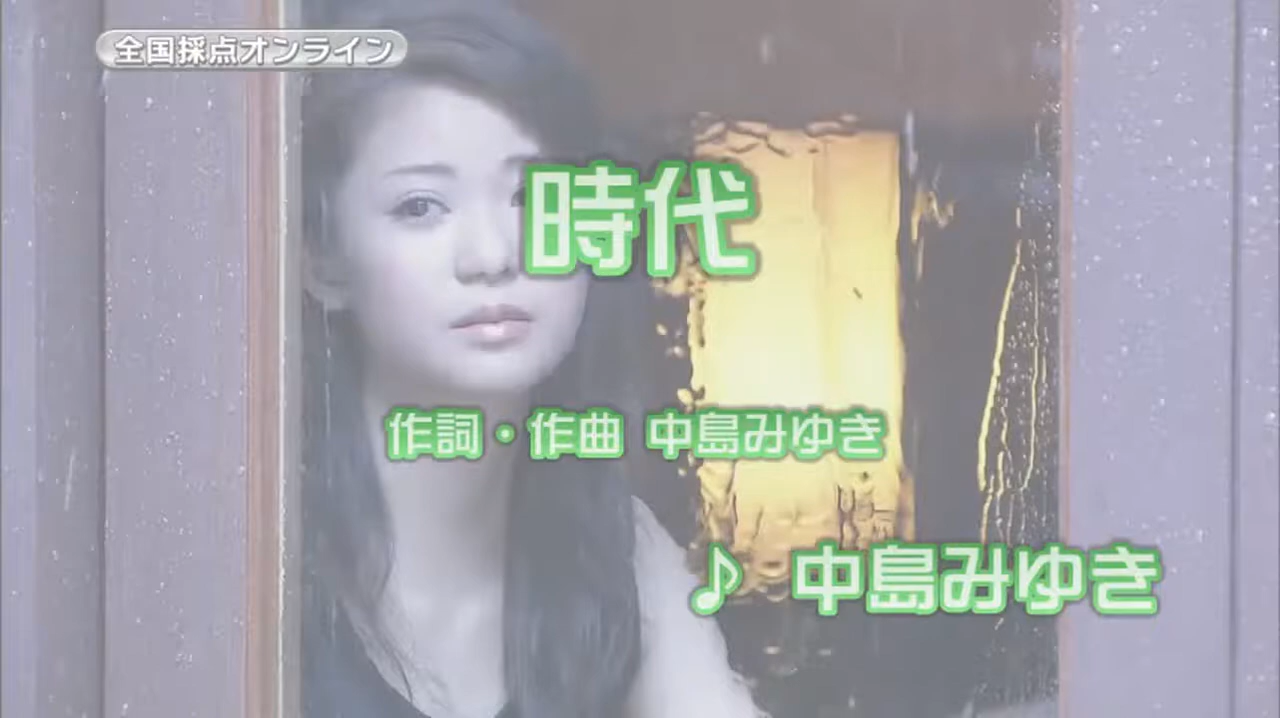 全国採点オンライン
時代
作詞・作曲 中島みゆき
♪ 中島みゆき